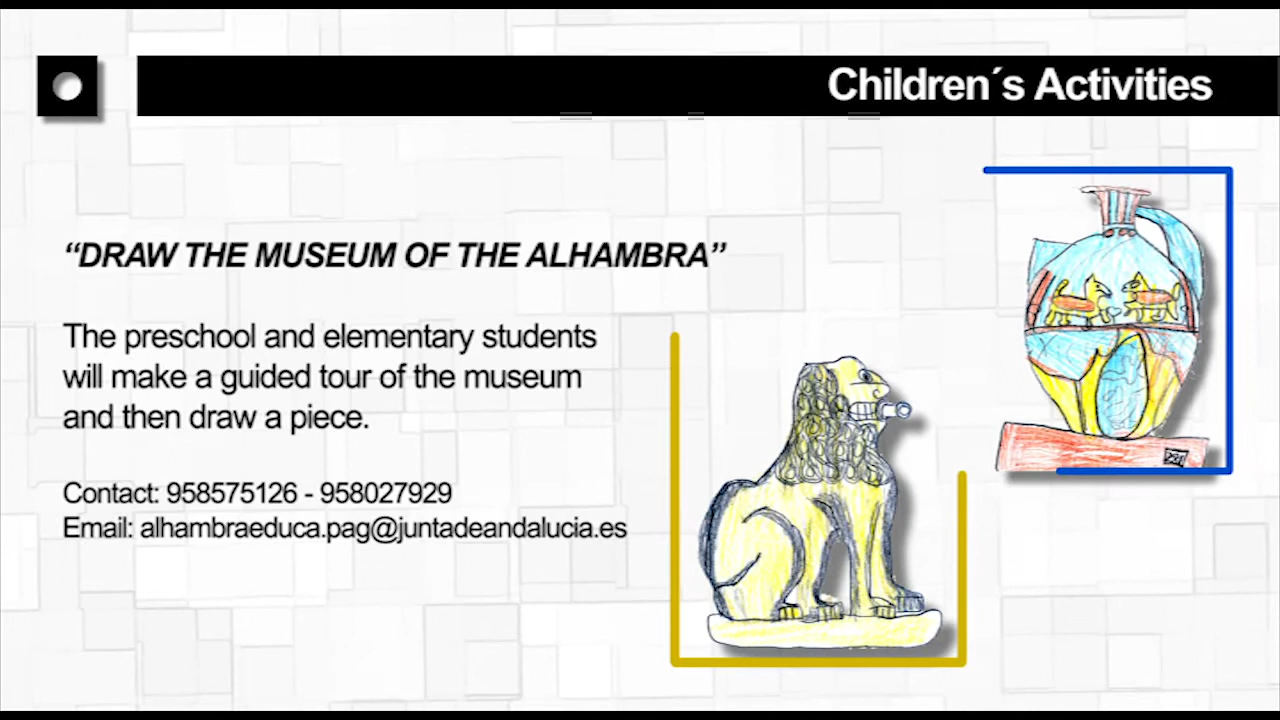 Children´s Activities
“DRAW THE MUSEUM OF THE ALHAMBRA”
The preschool and elementary students
will make a guided tour of the museum
and then draw a piece.
Contact: 958575126 - 958027929
Email: alhambraeduca.pag@juntadeandalucia.es